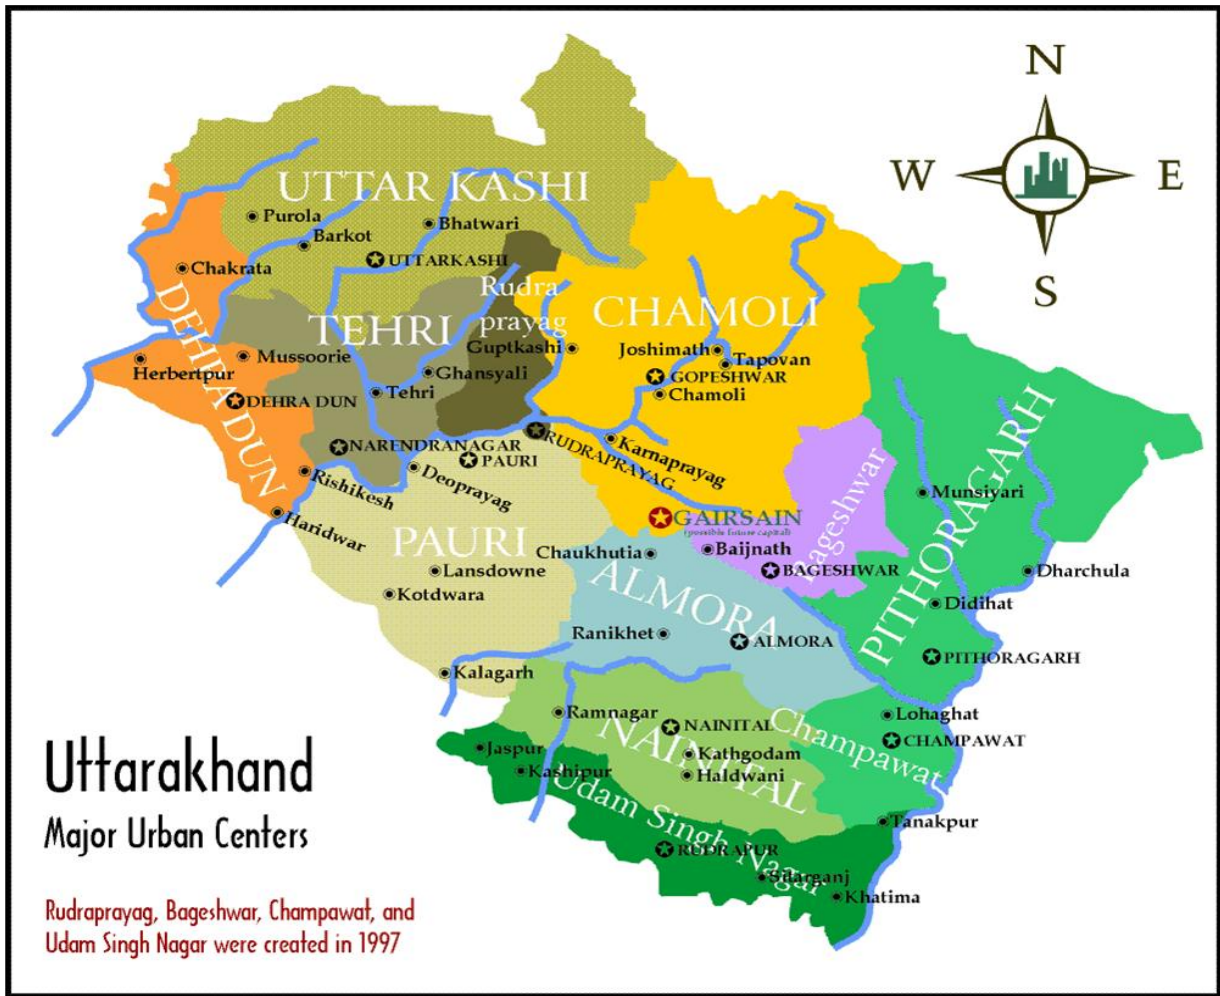 N
W
E
S
UTTAR KASHI
Purola
Bhatwari
Barkot
UTTARKASHI
Chakrata
Rudra
prayag
TEHRI
CHAMOLI
DEHRA DUN
Guptkashi
Joshimath
Tapovan
Mussoorie
Herbertpur
Ghansyali
GOPESHWAR
Tehri
Chamoli
DEHRA DUN
NARENDRANAGAR
PAURI
RUDRAPRAYAG
Karnaprayag
Deoprayag
Rishikesh
Haridwar
Munsiyari
GAIRSAIN
(possible future capital)
Bageshwar
PITHORAGARH
PAURI
Chaukhutia
Baijnath
BAGESHWAR
Lansdowne
Dharchula
ALMORA
Kotdwara
Didihat
Ranikhet
ALMORA
PITHORAGARH
Kalagarh
Ramnagar
NAINITAL
Lohaghat
Champawat
CHAMPAWAT
NAINITAL
Jaspur
Kathgodam
Kashipur
Haldwani
Udam Singh Nagar
Tanakpur
RUDRAPUR
Sitarganj
Khatima
Uttarakhand
Major Urban Centers
Rudraprayag, Bageshwar, Champawat, and
Udam Singh Nagar were created in 1997